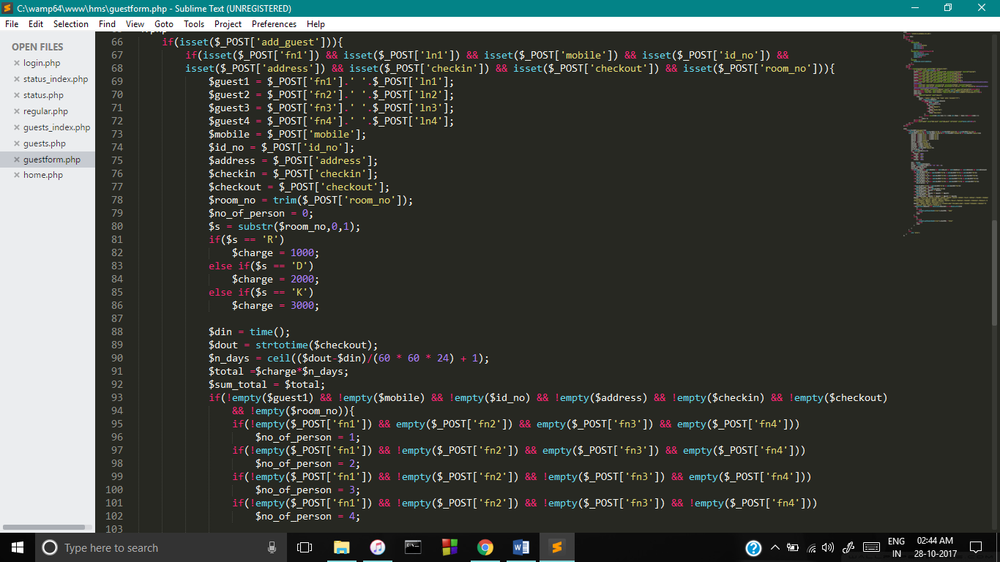 C:\wamp64\www\hms\guestform.php - Sublime Text (UNREGISTERED)
File Edit Selection Find View Goto Tools Project Preferences Help
OPEN FILES
login.php
status_index.php
status.php
regular.php
guests_index.php
guests.php
guestform.php
home.php
66 if(isset($_POST['add_guest'])){
67 if(isset($_POST['fn1']) && isset($_POST['ln1']) && isset($_POST['mobile']) && isset($_POST['id_no']) &&
68 isset($_POST['address']) && isset($_POST['checkin']) && isset($_POST['checkout']) && isset($_POST['room_no'])){
69 $guest1 = $_POST['fn1'].' '.$_POST['ln1'];
70 $guest2 = $_POST['fn2'].' '.$_POST['ln2'];
71 $guest3 = $_POST['fn3'].' '.$_POST['ln3'];
72 $guest4 = $_POST['fn4'].' '.$_POST['ln4'];
73 $mobile = $_POST['mobile'];
74 $id_no = $_POST['id_no'];
75 $address = $_POST['address'];
76 $checkin = $_POST['checkin'];
77 $checkout = $_POST['checkout'];
78 $room_no = trim($_POST['room_no']);
79 $no_of_person = 0;
80 $s = substr($room_no,0,1);
81 if($s == 'R')
82 $charge = 1000;
83 else if($s == 'D')
84 $charge = 2000;
85 else if($s == 'K')
86 $charge = 3000;
87
88 $din = time();
89 $dout = strtotime($checkout);
90 $n_days = ceil(($dout-$din)/(60 * 60 * 24) + 1);
91 $total =$charge*$n_days;
92 $sum_total = $total;
93 if(!empty($guest1) && !empty($mobile) && !empty($id_no) && !empty($address) && !empty($checkin) && !empty($checkout)
94 && !empty($room_no)){
95 if(!empty($_POST['fn1']) && empty($_POST['fn2']) && empty($_POST['fn3']) && empty($_POST['fn4']))
96 $no_of_person = 1;
97 if(!empty($_POST['fn1']) && !empty($_POST['fn2']) && empty($_POST['fn3']) && empty($_POST['fn4']))
98 $no_of_person = 2;
99 if(!empty($_POST['fn1']) && !empty($_POST['fn2']) && !empty($_POST['fn3']) && empty($_POST['fn4']))
100 $no_of_person = 3;
101 if(!empty($_POST['fn1']) && !empty($_POST['fn2']) && !empty($_POST['fn3']) && !empty($_POST['fn4']))
102 $no_of_person = 4;
103
Type here to search
ENG
IN
02:44 AM
28-10-2017